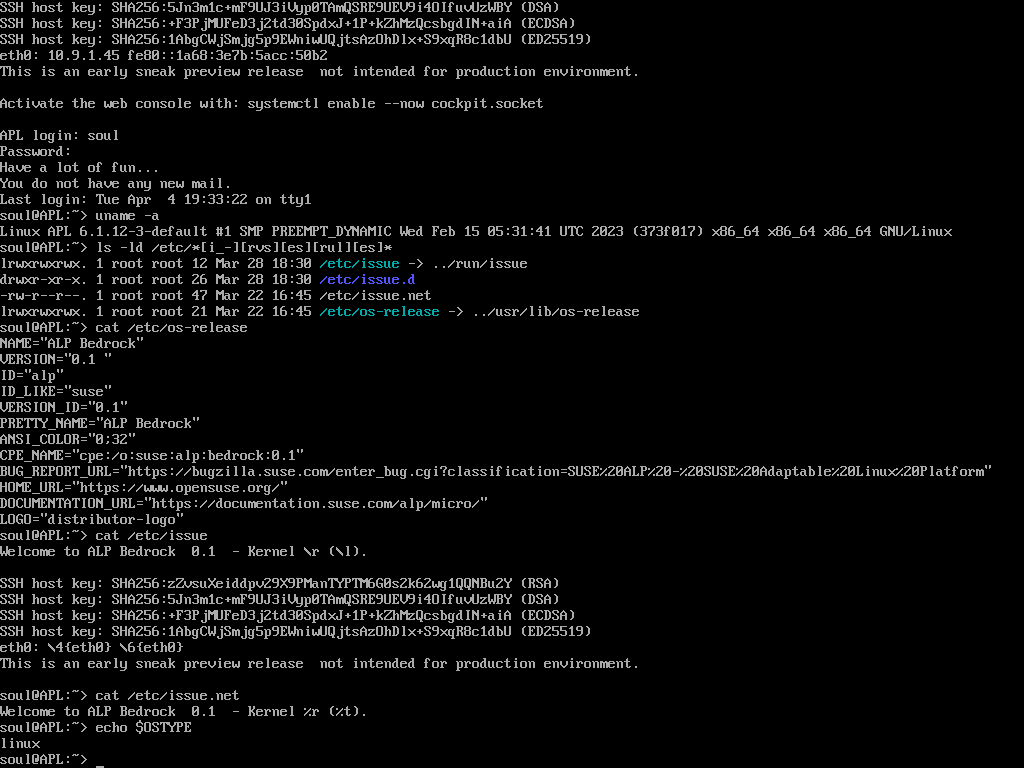 SSH host key: SHA256:5Jn3m1c+mF9UJ3iVyp0TAmQSRE9UEV9i4OIfuvUzWBY (DSA)
SSH host key: SHA256:+F3PjMUFeD3j2td30SpdxJ+1P+kZhMzQcsbgdIN+aiA (ECDSA)
SSH host key: SHA256:1AbgCWjSmjg5p9EWniwUQjtsAzOhDlx+S9xqR8c1dbU (ED25519)
eth0: 10.9.1.45 fe80::1a68:3e7b:5acc:50b2
This is an early sneak preview release  not intended for production environment.
Activate the web console with: systemctl enable --now cockpit.socket
APL login: soul
Password:
Have a lot of fun...
You do not have any new mail.
Last login: Tue Apr  4 19:33:22 on tty1
soul@APL:~> uname -a
Linux APL 6.1.12-3-default #1 SMP PREEMPT_DYNAMIC Wed Feb 15 05:31:41 UTC 2023 (373f017) x86_64 x86_64 x86_64 GNU/Linux
soul@APL:~> ls -ld /etc/*[i_-][rvs][es][rul][es]*
lrwxrwxrwx. 1 root root 12 Mar 28 18:30 /etc/issue -> ../run/issue
drwxr-xr-x. 1 root root 26 Mar 28 18:30 /etc/issue.d
-rw-r--r--. 1 root root 47 Mar 22 16:45 /etc/issue.net
lrwxrwxrwx. 1 root root 21 Mar 22 16:45 /etc/os-release -> ../usr/lib/os-release
soul@APL:~> cat /etc/os-release
NAME="ALP Bedrock"
VERSION="0.1 "
ID="alp"
ID_LIKE="suse"
VERSION_ID="0.1"
PRETTY_NAME="ALP Bedrock"
ANSI_COLOR="0;32"
CPE_NAME="cpe:/o:suse:alp:bedrock:0.1"
BUG_REPORT_URL="https://bugzilla.suse.com/enter_bug.cgi?classification=SUSE%20ALP%20-%20SUSE%20Adaptable%20Linux%20Platform"
HOME_URL="https://www.opensuse.org/"
DOCUMENTATION_URL="https://documentation.suse.com/alp/micro/"
LOGO="distributor-logo"
soul@APL:~> cat /etc/issue
Welcome to ALP Bedrock  0.1  - Kernel \r (\l).
SSH host key: SHA256:zZvsuXeiddpv29X9PManTYPTM6G0s2k62wg1QQNBu2Y (RSA)
SSH host key: SHA256:5Jn3m1c+mF9UJ3iVyp0TAmQSRE9UEV9i4OIfuvUzWBY (DSA)
SSH host key: SHA256:+F3PjMUFeD3j2td30SpdxJ+1P+kZhMzQcsbgdIN+aiA (ECDSA)
SSH host key: SHA256:1AbgCWjSmjg5p9EWniwUQjtsAzOhDlx+S9xqR8c1dbU (ED25519)
eth0: \4{eth0} \6{eth0}
This is an early sneak preview release  not intended for production environment.
soul@APL:~> cat /etc/issue.net
Welcome to ALP Bedrock  0.1  - Kernel %r (%t).
soul@APL:~> echo $OSTYPE
linux
soul@APL:~> _